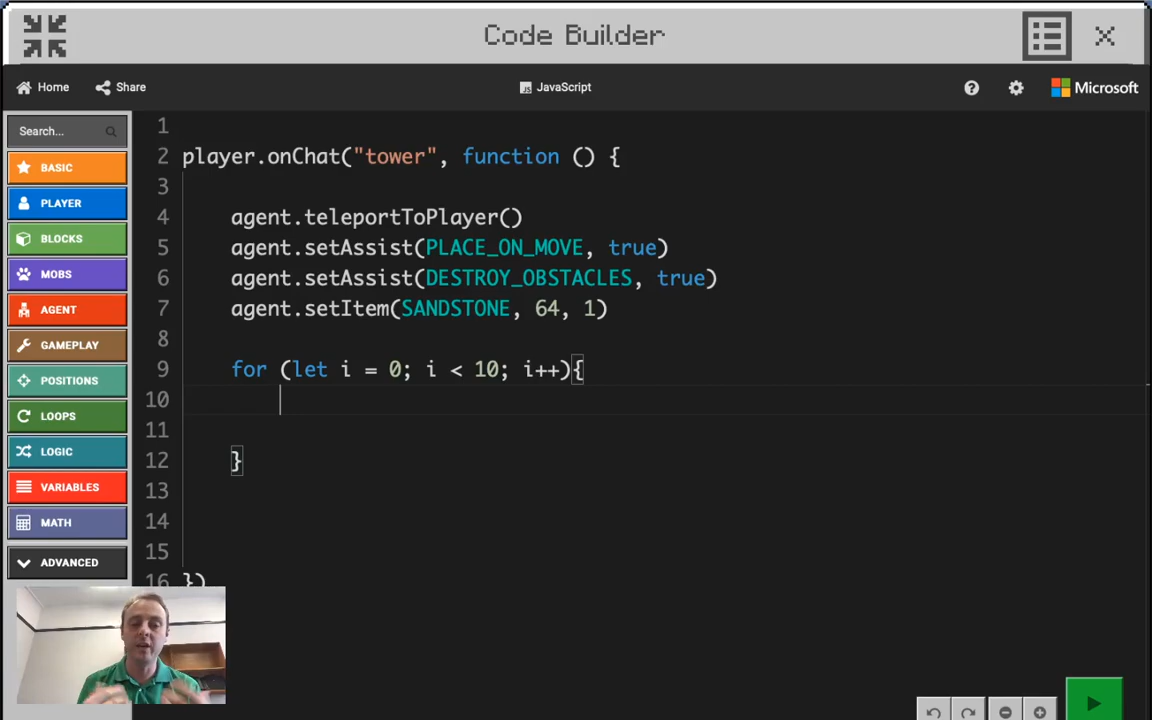 Code Builder
Home Share JavaScript Microsoft
Search...
BASIC
PLAYER
BLOCKS
MOBS
AGENT
GAMEPLAY
POSITIONS
LOOPS
LOGIC
VARIABLES
MATH
ADVANCED
1
2 player.onChat("tower", function () {
3
4 agent.teleportToPlayer()
5 agent.setAssist(PLACE_ON_MOVE, true)
6 agent.setAssist(DESTROY_OBSTACLES, true)
7 agent.setItem(SANDSTONE, 64, 1)
8
9 for (let i = 0; i < 10; i++){
10
11
12 }
13
14
15
16 })